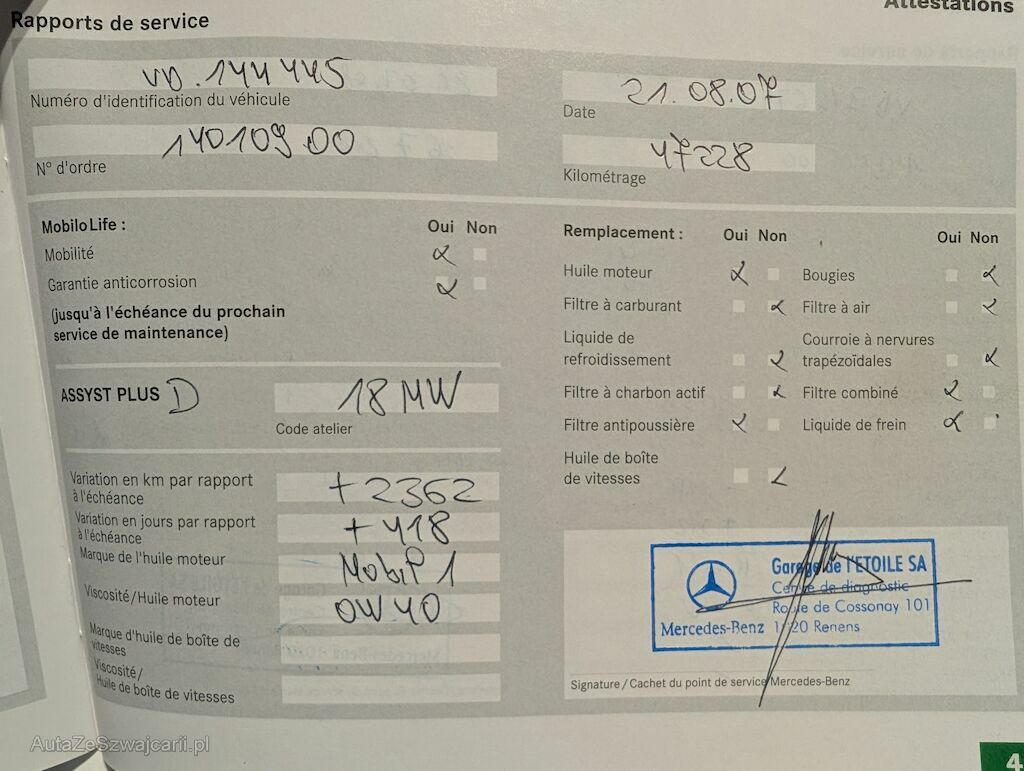 Attestations
Rapports de service
VD.144445
Numéro d'identification du véhicule
21.08.07
Date
14010900
N° d'ordre
47228
Kilométrage
MobiloLife :
Oui Non
Mobilité
Garantie anticorrosion
(jusqu'à l'échéance du prochain
service de maintenance)
Remplacement :
Oui Non
Oui Non
Huile moteur
Bougies
Filtre à carburant
Filtre à air
Liquide de
refroidissement
Courroie à nervures
trapézoïdales
Filtre à charbon actif
Filtre combiné
Filtre antipoussière
Liquide de frein
Huile de boîte
de vitesses
ASSYST PLUS D
18 MW
Code atelier
Variation en km par rapport
à l'échéance
+2362
Variation en jours par rapport
à l'échéance
+418
Marque de l'huile moteur
Mobil 1
Viscosité/Huile moteur
0W40
Marque d'huile de boîte de
vitesses
Viscosité/
Huile de boîte de vitesses
Garage de l'ETOILE SA
Centre de diagnostic
Route de Cossonay 101
Mercedes-Benz 1020 Renens
Signature/Cachet du point de service Mercedes-Benz
AutaZeSzwajcarii.pl
4